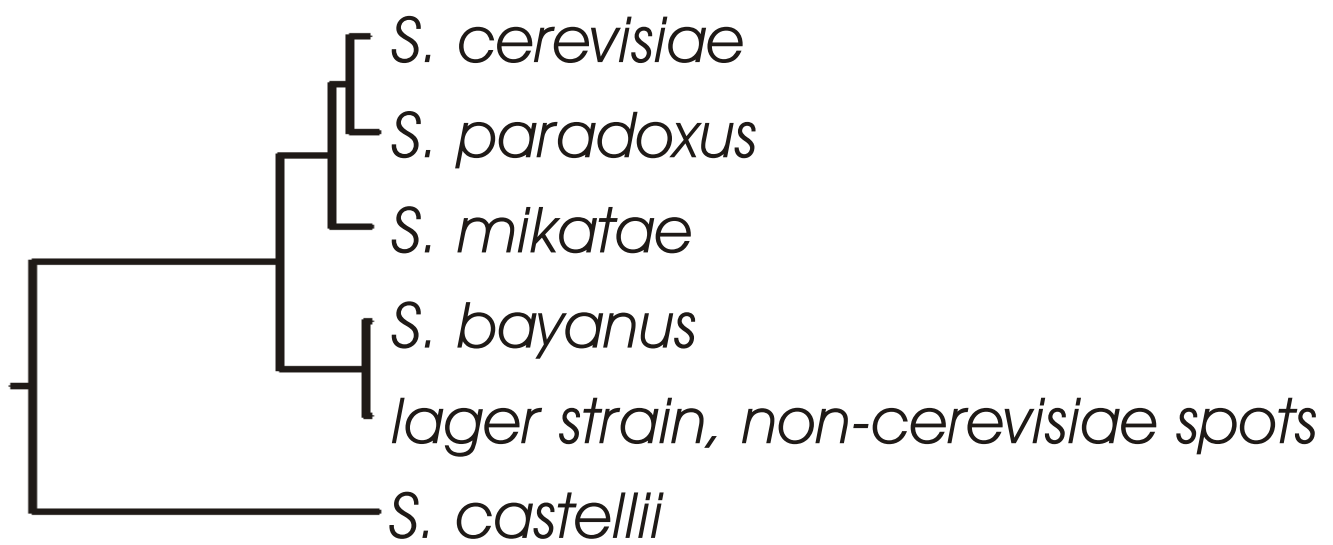 S. cerevisiae
S. paradoxus
S. mikatae
S. bayanus
lager strain, non-cerevisiae spots
S. castellii